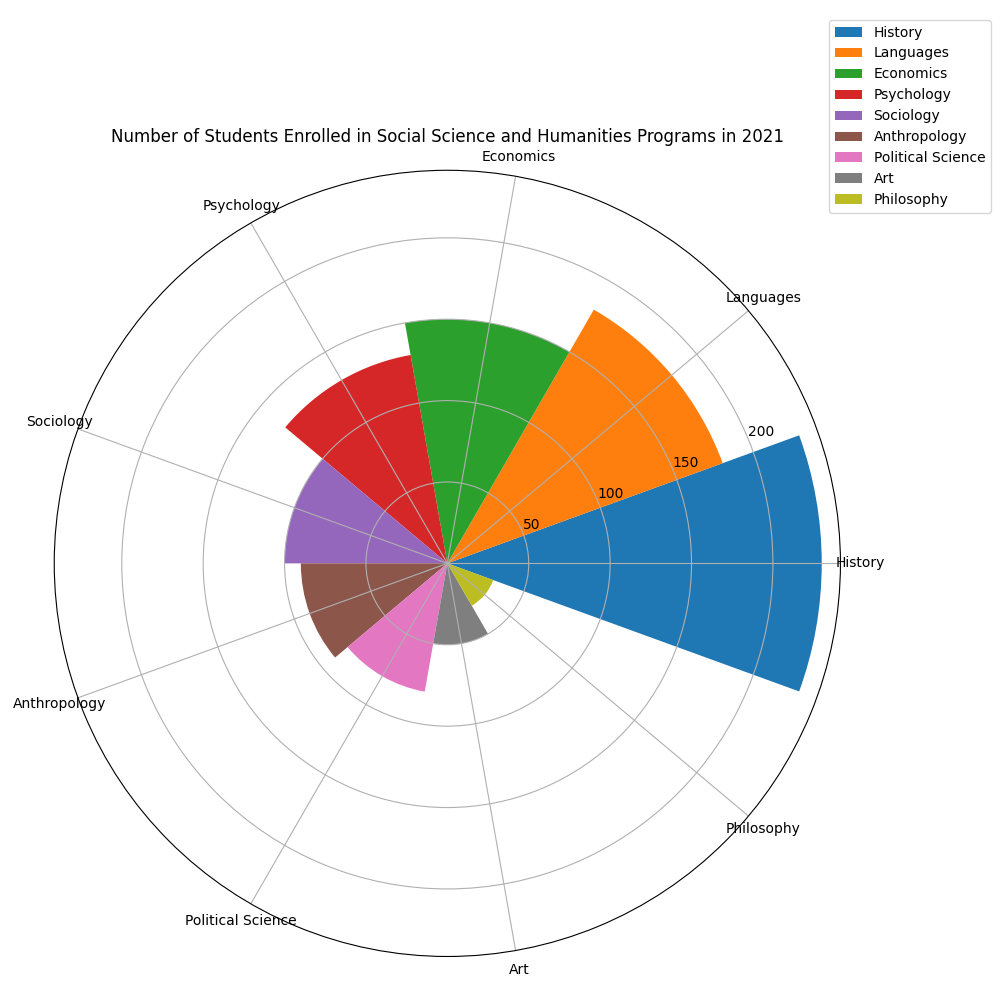 History
Languages
Economics
Psychology
Sociology
Anthropology
Political Science
Art
Philosophy
Number of Students Enrolled in Social Science and Humanities Programs in 2021
Economics
Psychology
Languages
Sociology
200
150
100
50
History
Anthropology
Philosophy
Political Science
Art